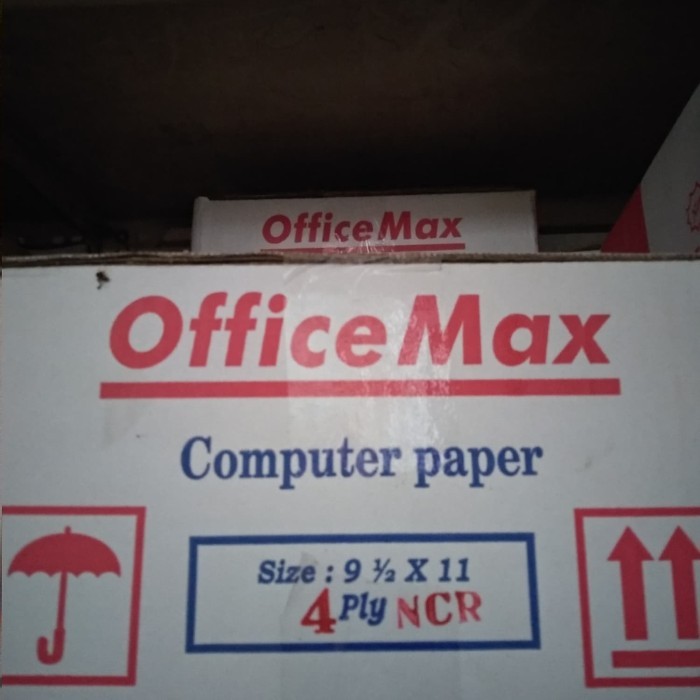 OfficeMax
OfficeMax
Computer paper
Size : 9 ½ X 11
4 Ply NCR